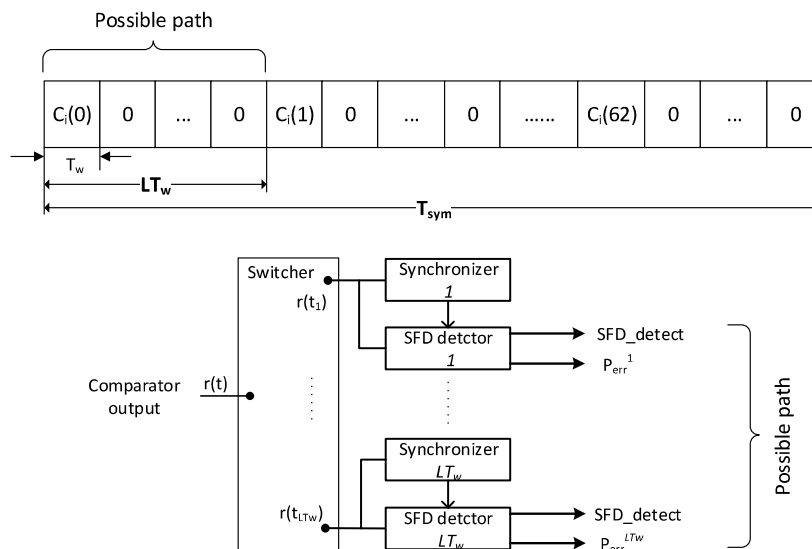 Possible path
Cᵢ(0) 0 ... 0 Cᵢ(1) 0 ... 0 ...... Cᵢ(62) 0 ... 0
T_w
LT_w
T_sym
Switcher
Synchronizer
1
r(t₁)
SFD detctor
1
SFD_detect
P_err¹
Comparator
output
r(t)
Possible path
Synchronizer
LT_w
r(t_LTw)
SFD detctor
LT_w
SFD_detect
P_err^LTw